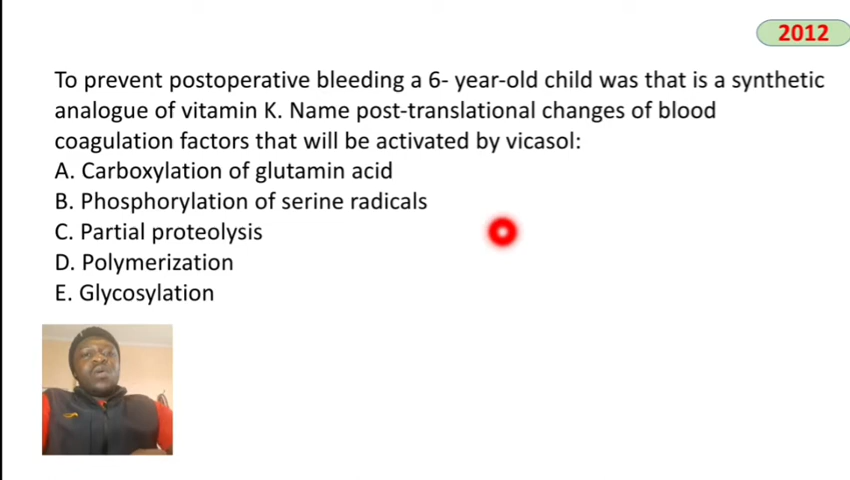 2012
To prevent postoperative bleeding a 6- year-old child was that is a synthetic
analogue of vitamin K. Name post-translational changes of blood
coagulation factors that will be activated by vicasol:
A. Carboxylation of glutamin acid
B. Phosphorylation of serine radicals
C. Partial proteolysis
D. Polymerization
E. Glycosylation